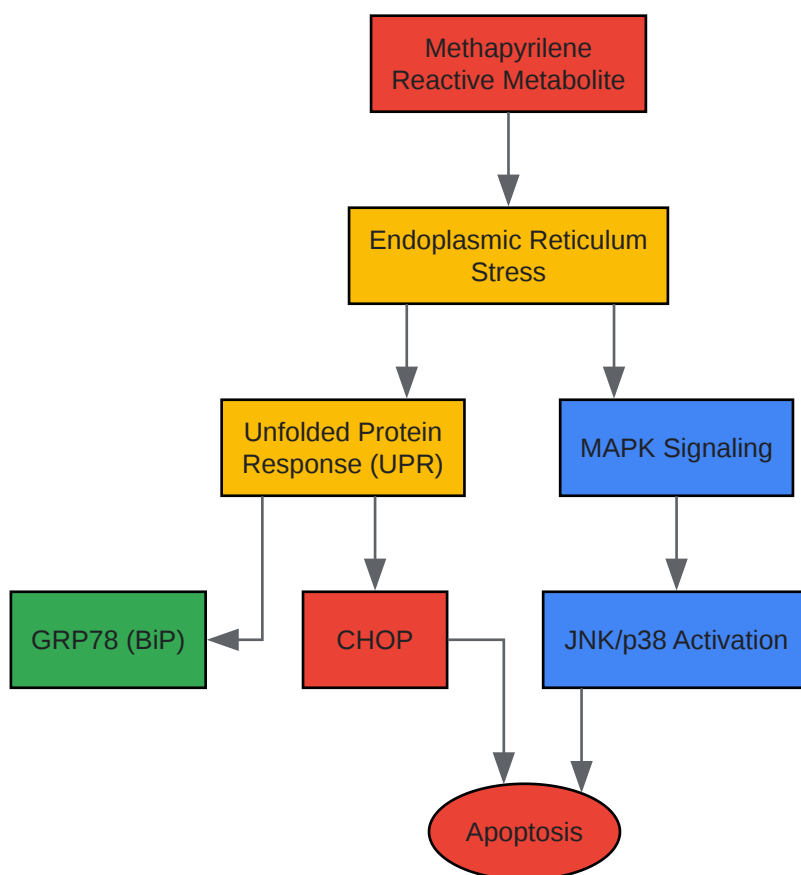 Methapyrilene
Reactive Metabolite
Endoplasmic Reticulum
Stress
Unfolded Protein
Response (UPR)
MAPK Signaling
GRP78 (BiP)
CHOP
JNK/p38 Activation
Apoptosis